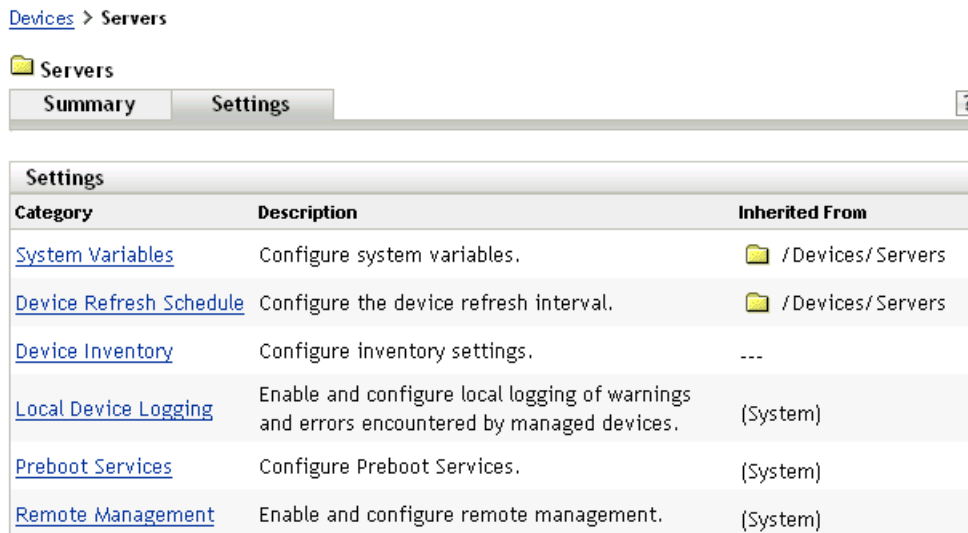 Devices > Servers
Servers
Summary Settings ?
Settings
Category Description Inherited From
System Variables Configure system variables. /Devices/Servers
Device Refresh Schedule Configure the device refresh interval. /Devices/Servers
Device Inventory Configure inventory settings. ---
Local Device Logging Enable and configure local logging of warnings
and errors encountered by managed devices. (System)
Preboot Services Configure Preboot Services. (System)
Remote Management Enable and configure remote management. (System)